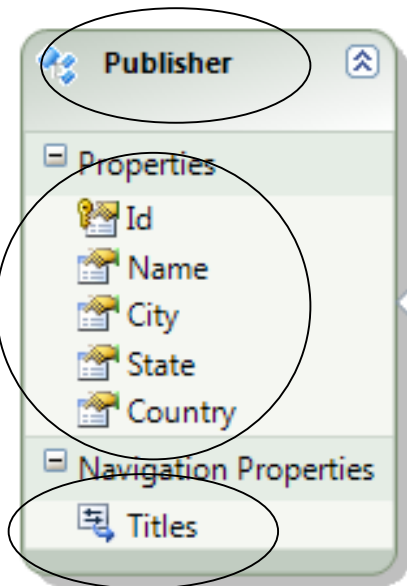 Publisher
Properties
Id
Name
City
State
Country
Navigation Properties
Titles